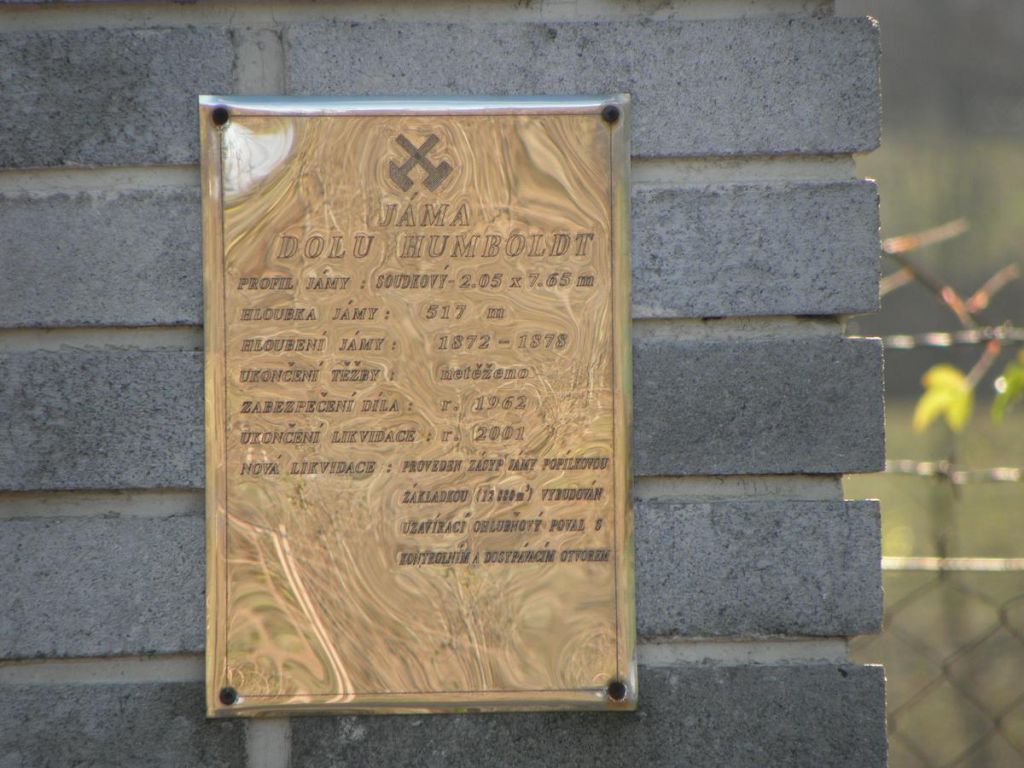 JÁMA
DOLU HUMBOLDT
PROFIL JÁMY : SOUDKOVÝ - 2.05 x 7.65 m
HLOUBKA JÁMY : 517 m
HLOUBENÍ JÁMY : 1872 - 1878
UKONČENÍ TĚŽBY : netěženo
ZABEZPEČENÍ DÍLA : r. 1962
UKONČENÍ LIKVIDACE : r. 2001
NOVÁ LIKVIDACE : PROVEDEN ZÁSYP JÁMY POPÍLKOVOU
ZÁKLADKOU VYBUDOVÁN
UZAVÍRACÍ OHLUBŇOVÝ POVAL S
KONTROLNÍM A DOSYPÁVACÍM OTVOREM